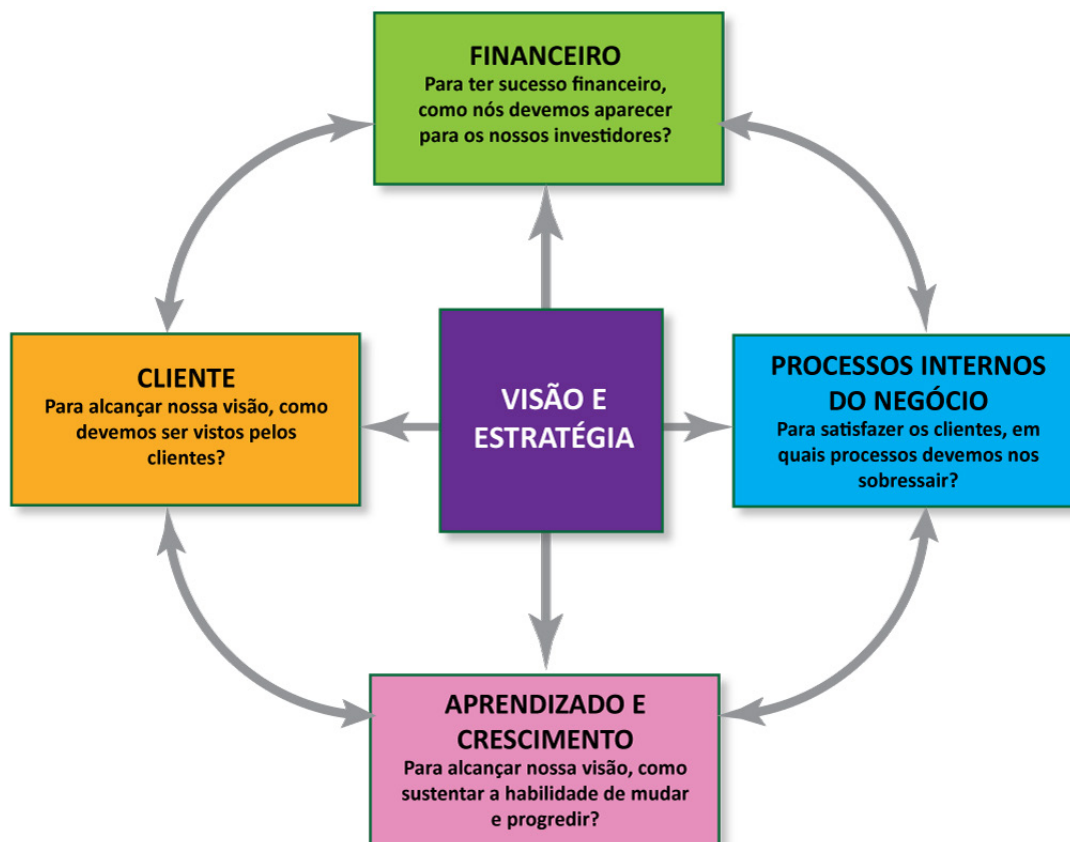 FINANCEIRO
Para ter sucesso financeiro,
como nós devemos aparecer
para os nossos investidores?
CLIENTE
Para alcançar nossa visão, como
devemos ser vistos pelos
clientes?
VISÃO E
ESTRATÉGIA
PROCESSOS INTERNOS
DO NEGÓCIO
Para satisfazer os clientes, em
quais processos devemos nos
sobressair?
APRENDIZADO E
CRESCIMENTO
Para alcançar nossa visão, como
sustentar a habilidade de mudar
e progredir?